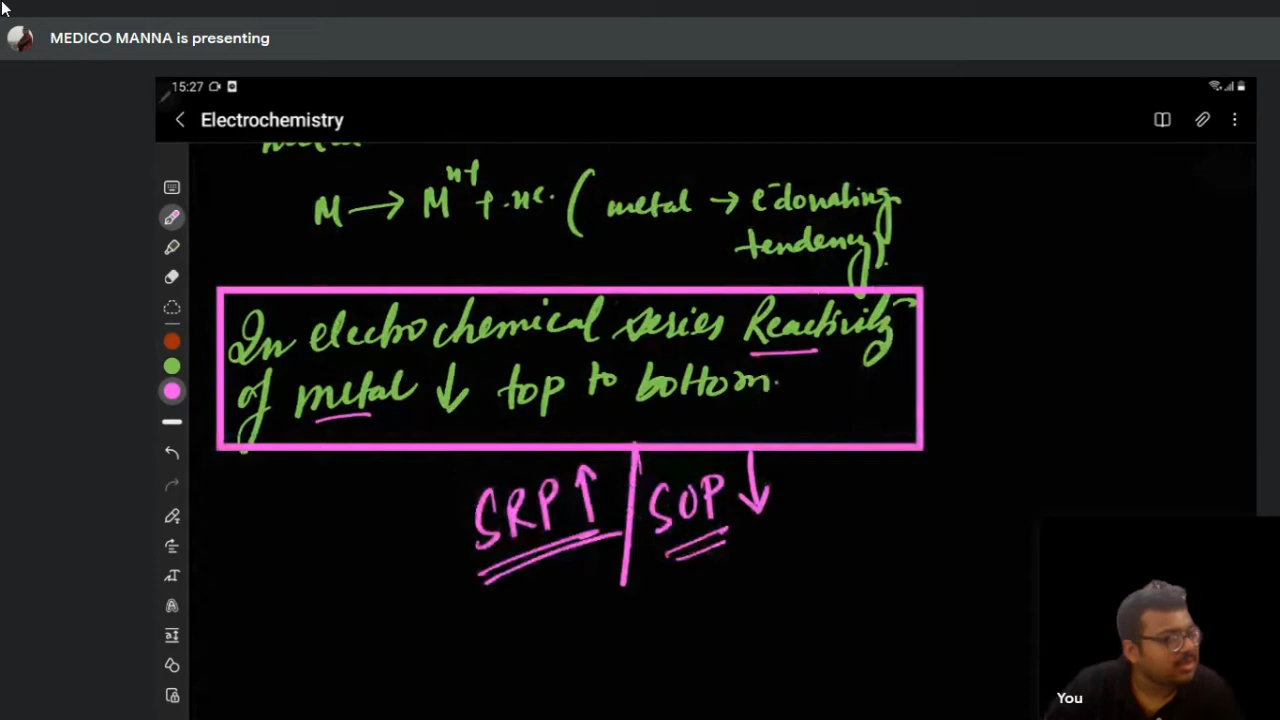 MEDICO MANNA is presenting
15:27
Electrochemistry
M → Mⁿ⁺ + ne⁻ ( metal → e⁻ donating
tendency).
In electrochemical series Reactivity
of metal ↓ top to bottom.
SRP ↑ | SOP ↓
You